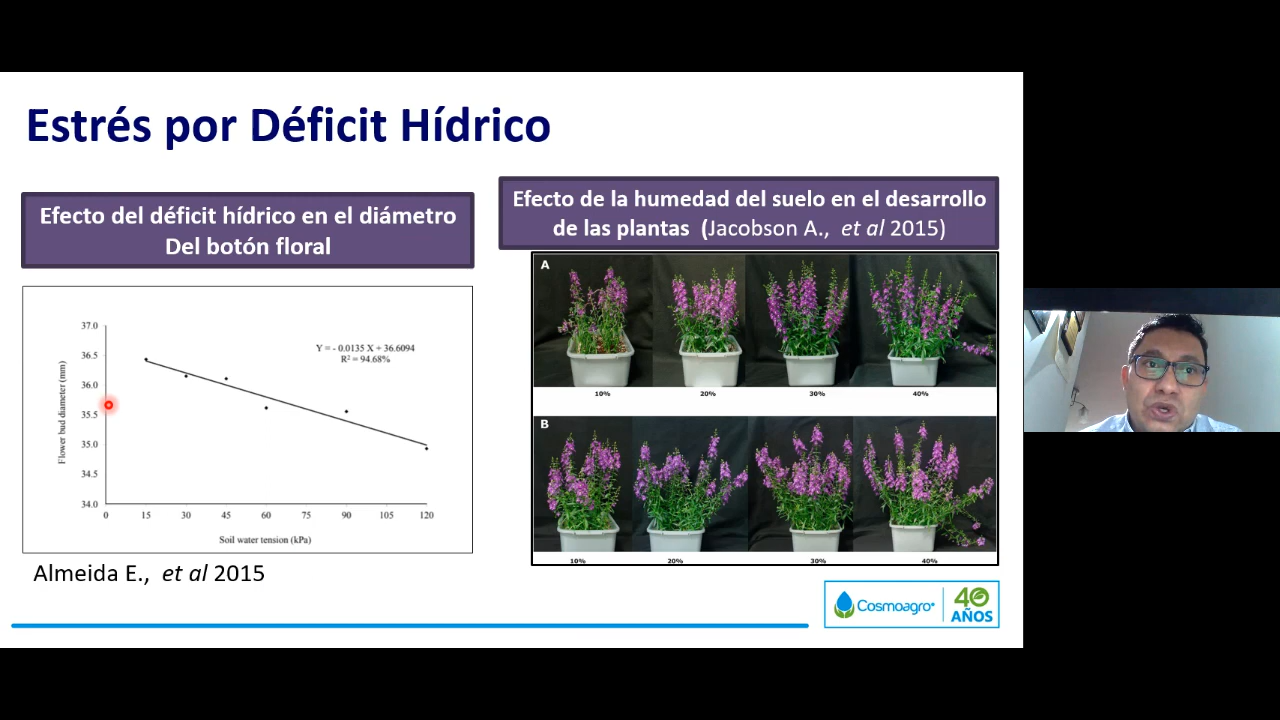 Estrés por Déficit Hídrico
Efecto del déficit hídrico en el diámetro
Del botón floral
Efecto de la humedad del suelo en el desarrollo
de las plantas (Jacobson A., et al 2015)
37.0
36.5
36.0
35.5
35.0
34.5
34.0
Flower bud diameter (mm)
Y = - 0.0135 X + 36.6094
R² = 94.68%
0 15 30 45 60 75 90 105 120
Soil water tension (kPa)
Almeida E., et al 2015
A
10% 20% 30% 40%
B
10% 20% 30% 40%
Cosmoagro®
40
AÑOS